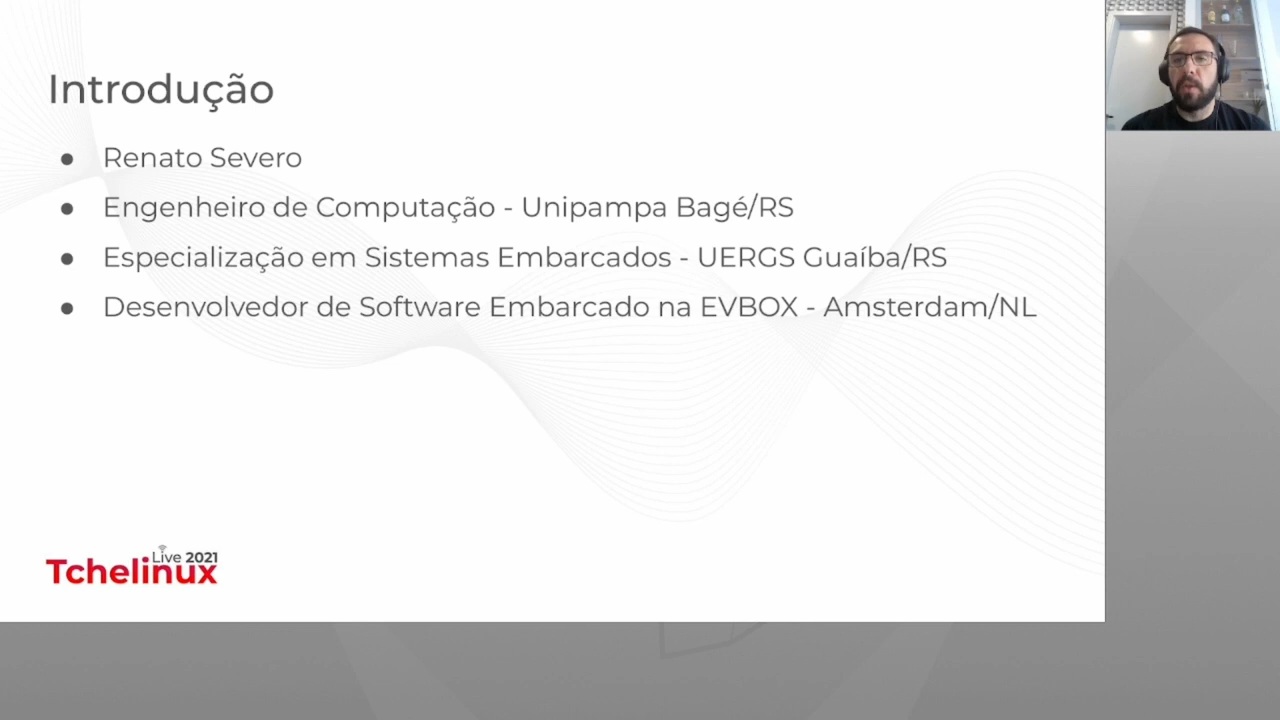 Introdução
● Renato Severo
● Engenheiro de Computação - Unipampa Bagé/RS
● Especialização em Sistemas Embarcados - UERGS Guaíba/RS
● Desenvolvedor de Software Embarcado na EVBOX - Amsterdam/NL
Live 2021
Tchelinux